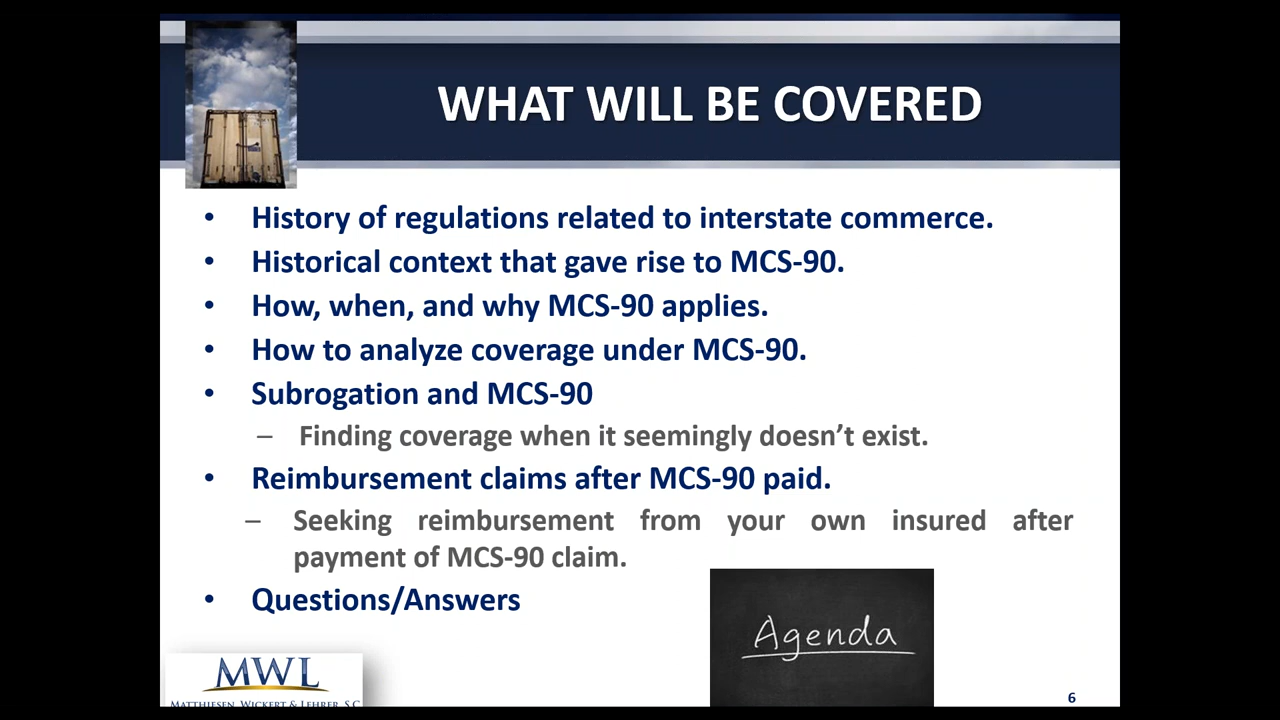 WHAT WILL BE COVERED
• History of regulations related to interstate commerce.
• Historical context that gave rise to MCS-90.
• How, when, and why MCS-90 applies.
• How to analyze coverage under MCS-90.
• Subrogation and MCS-90
– Finding coverage when it seemingly doesn’t exist.
• Reimbursement claims after MCS-90 paid.
– Seeking reimbursement from your own insured after
payment of MCS-90 claim.
• Questions/Answers
Agenda
MWL
MATTHIESEN, WICKERT & LEHRER, S.C.
6